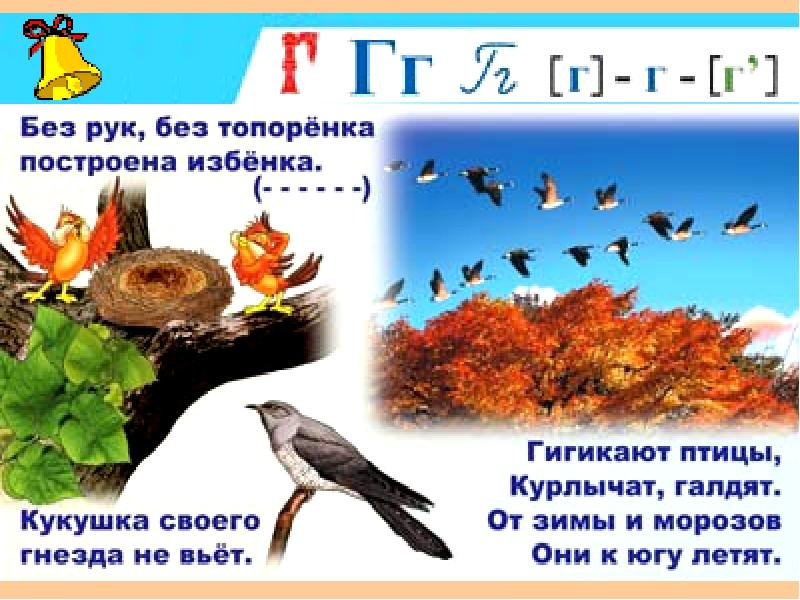 Г Гг Гг [г] - г - [г']
Без рук, без топорёнка
построена избёнка.
(- - - - - -)
Кукушка своего
гнезда не вьёт.
Гигикают птицы,
Курлычат, галдят.
От зимы и морозов
Они к югу летят.